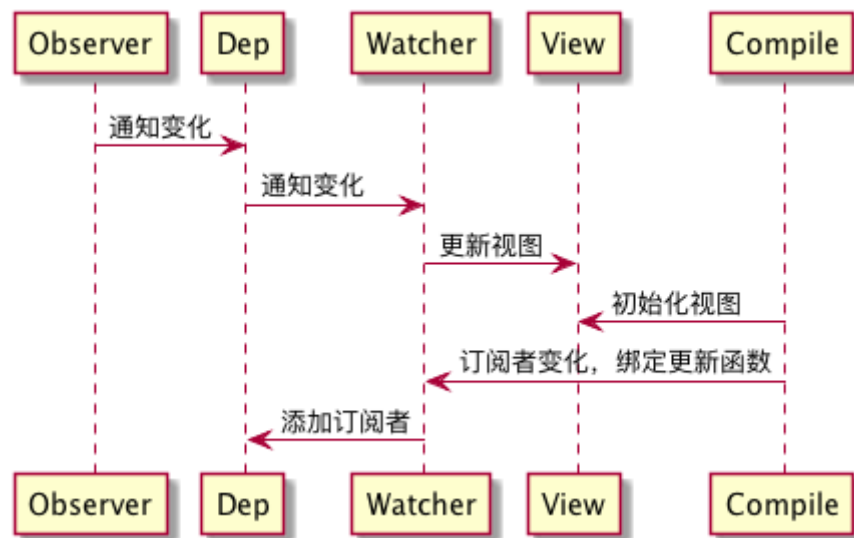 Observer Dep Watcher View Compile
通知变化
通知变化
更新视图
初始化视图
订阅者变化，绑定更新函数
添加订阅者
Observer Dep Watcher View Compile